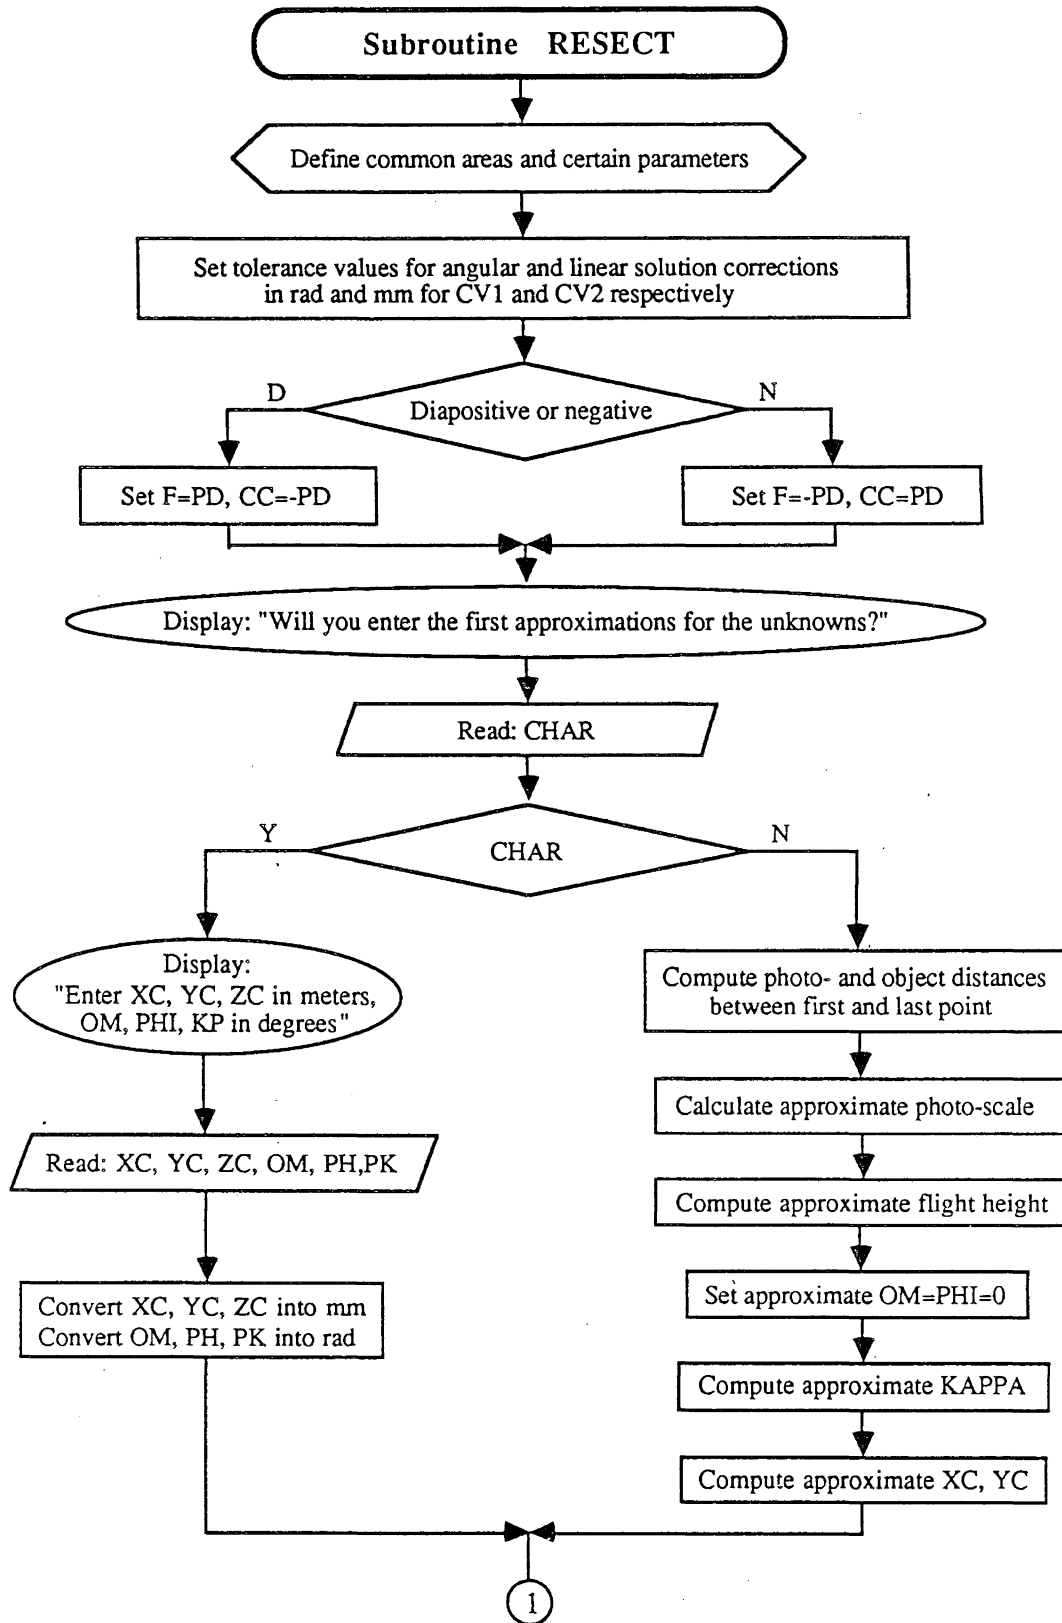 Subroutine RESECT
Define common areas and certain parameters
Set tolerance values for angular and linear solution corrections
in rad and mm for CV1 and CV2 respectively
D
N
Diapositive or negative
Set F=PD, CC=-PD
Set F=-PD, CC=PD
Display: "Will you enter the first approximations for the unknowns?"
Read: CHAR
Y
N
CHAR
Display:
"Enter XC, YC, ZC in meters,
OM, PHI, KP in degrees"
Read: XC, YC, ZC, OM, PH,PK
Convert XC, YC, ZC into mm
Convert OM, PH, PK into rad
Compute photo- and object distances
between first and last point
Calculate approximate photo-scale
Compute approximate flight height
Set approximate OM=PHI=0
Compute approximate KAPPA
Compute approximate XC, YC
1